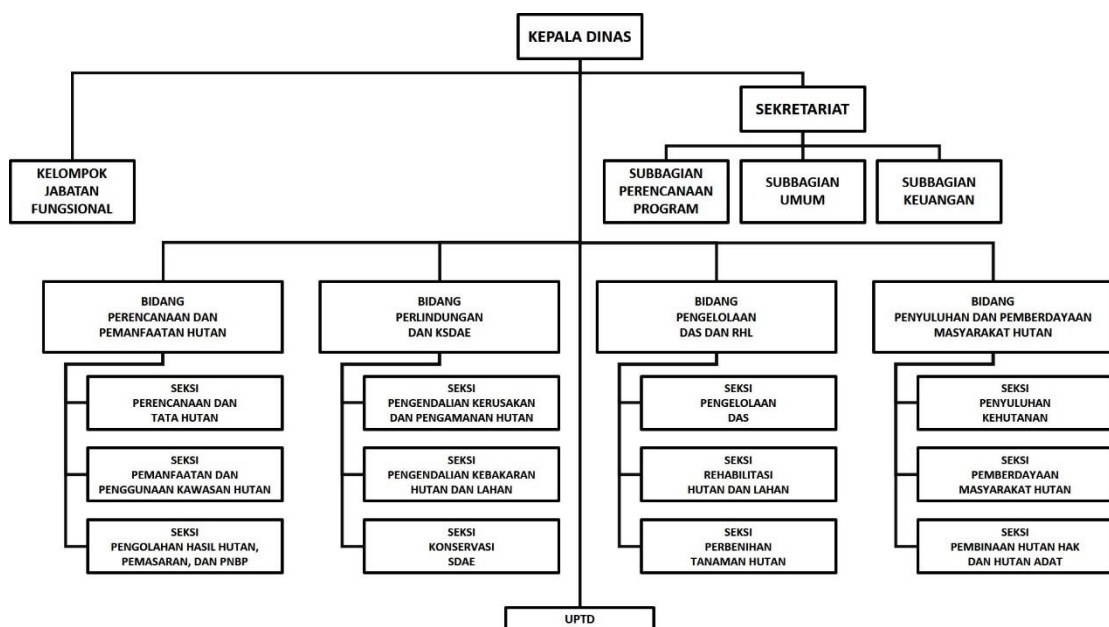 KEPALA DINAS
SEKRETARIAT
KELOMPOK
JABATAN
FUNGSIONAL
SUBBAGIAN
PERENCANAAN
PROGRAM
SUBBAGIAN
UMUM
SUBBAGIAN
KEUANGAN
BIDANG
PERENCANAAN DAN
PEMANFAATAN HUTAN
BIDANG
PERLINDUNGAN
DAN KSDAE
BIDANG
PENGELOLAAN
DAS DAN RHL
BIDANG
PENYULUHAN DAN PEMBERDAYAAN
MASYARAKAT HUTAN
SEKSI
PERENCANAAN DAN
TATA HUTAN
SEKSI
PENGENDALIAN KERUSAKAN
DAN PENGAMANAN HUTAN
SEKSI
PENGELOLAAN
DAS
SEKSI
PENYULUHAN
KEHUTANAN
SEKSI
PEMANFAATAN DAN
PENGGUNAAN KAWASAN HUTAN
SEKSI
PENGENDALIAN KEBAKARAN
HUTAN DAN LAHAN
SEKSI
REHABILITASI
HUTAN DAN LAHAN
SEKSI
PEMBERDAYAAN
MASYARAKAT HUTAN
SEKSI
PENGOLAHAN HASIL HUTAN,
PEMASARAN, DAN PNBP
SEKSI
KONSERVASI
SDAE
SEKSI
PERBENIHAN
TANAMAN HUTAN
SEKSI
PEMBINAAN HUTAN HAK
DAN HUTAN ADAT
UPTD